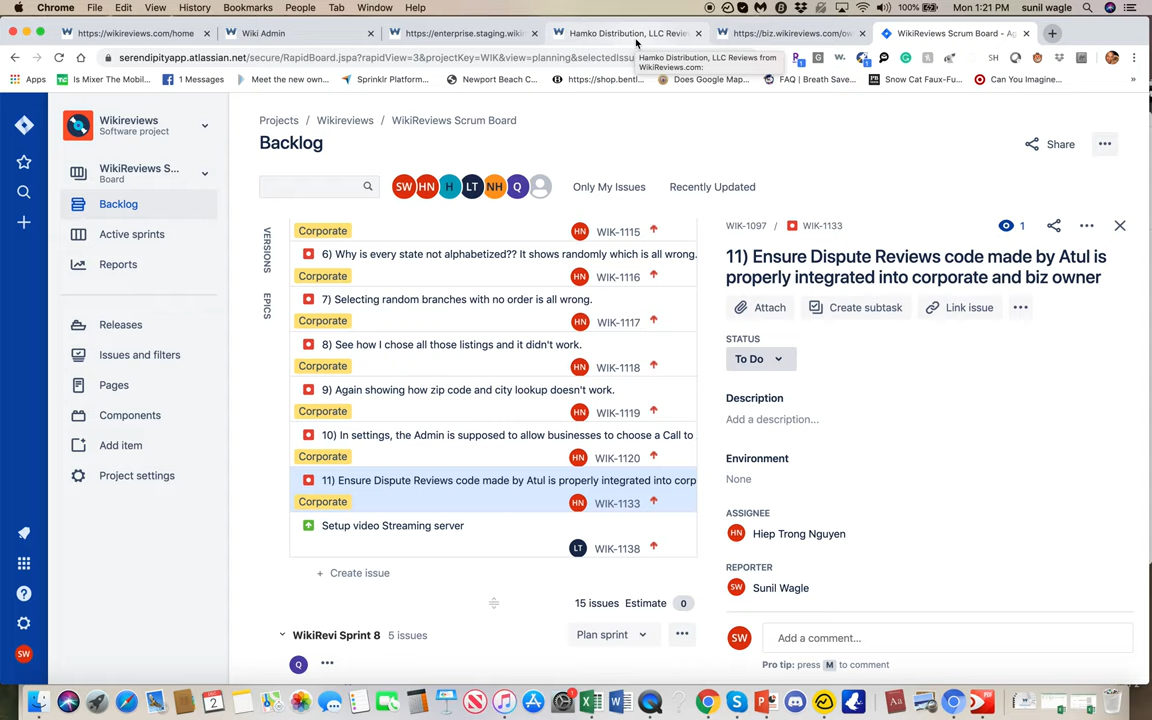 Chrome File Edit View History Bookmarks People Tab Window Help
100% Mon 1:21 PM sunil wagle
https://wikireviews.com/home
Wiki Admin
https://enterprise.staging.wikin
Hamko Distribution, LLC Review
https://biz.wikireviews.com/ow
WikiReviews Scrum Board - Ag
serendipityapp.atlassian.net/secure/RapidBoard.jspa?rapidView=3&projectKey=WIK&view=planning&selectedIssu
Hamko Distribution, LLC Reviews from
WikiReviews.com:
Apps
Is Mixer The Mobil...
1 Messages
Meet the new own...
Sprinklr Platform...
Newport Beach C...
https://shop.bentl...
Does Google Map...
FAQ | Breath Save...
Snow Cat Faux-Fu...
Can You Imagine...
Wikireviews
Software project
WikiReviews S...
Board
Backlog
Active sprints
Reports
Releases
Issues and filters
Pages
Components
Add item
Project settings
Projects / Wikireviews / WikiReviews Scrum Board
Backlog
Share
SW HN H LT NH Q
Only My Issues
Recently Updated
VERSIONS
EPICS
Corporate HN WIK-1115
6) Why is every state not alphabetized?? It shows randomly which is all wrong.
Corporate HN WIK-1116
7) Selecting random branches with no order is all wrong.
Corporate HN WIK-1117
8) See how I chose all those listings and it didn't work.
Corporate HN WIK-1118
9) Again showing how zip code and city lookup doesn't work.
Corporate HN WIK-1119
10) In settings, the Admin is supposed to allow businesses to choose a Call to
Corporate HN WIK-1120
11) Ensure Dispute Reviews code made by Atul is properly integrated into corp
Corporate HN WIK-1133
Setup video Streaming server
LT WIK-1138
+ Create issue
15 issues Estimate 0
WikiRevi Sprint 8 5 issues
Plan sprint
Q
WIK-1097 / WIK-1133
1
11) Ensure Dispute Reviews code made by Atul is
properly integrated into corporate and biz owner
Attach
Create subtask
Link issue
STATUS
To Do
Description
Add a description...
Environment
None
ASSIGNEE
HN Hiep Trong Nguyen
REPORTER
SW Sunil Wagle
SW Add a comment...
Pro tip: press M to comment
SW